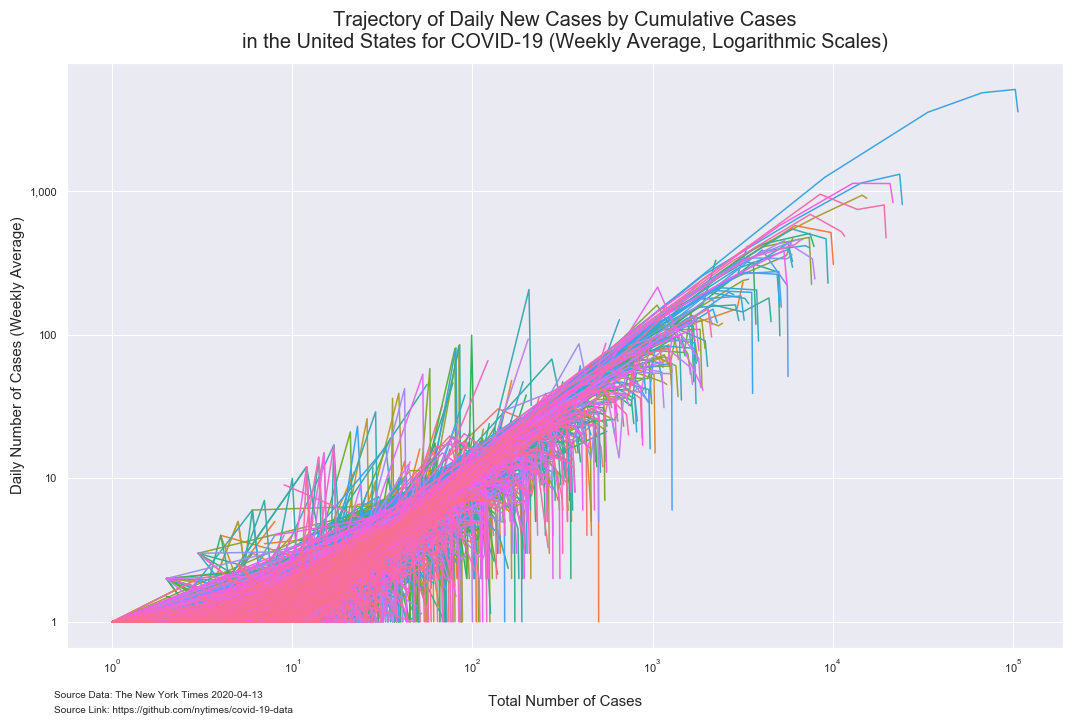 Trajectory of Daily New Cases by Cumulative Cases
in the United States for COVID-19 (Weekly Average, Logarithmic Scales)
Daily Number of Cases (Weekly Average)
1,000
100
10
1
10⁰
10¹
10²
10³
10⁴
10⁵
Total Number of Cases
Source Data: The New York Times 2020-04-13
Source Link: https://github.com/nytimes/covid-19-data